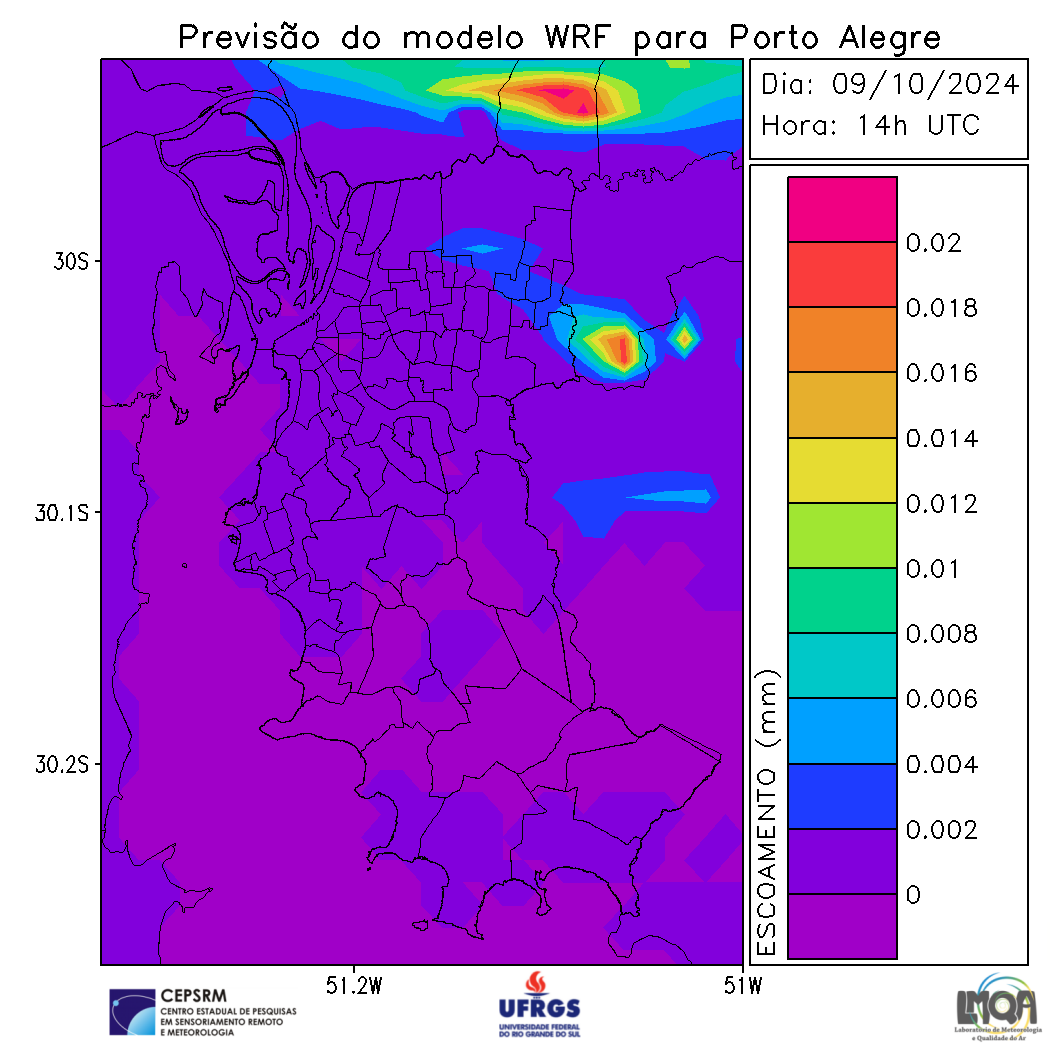 Previsão do modelo WRF para Porto Alegre
Dia: 09/10/2024
Hora: 14h UTC
30S
30.1S
30.2S
51.2W
51W
0.02
0.018
0.016
0.014
0.012
0.01
0.008
0.006
0.004
0.002
0
ESCOAMENTO (mm)
CEPSRM
CENTRO ESTADUAL DE PESQUISAS
EM SENSORIAMENTO REMOTO
E METEOROLOGIA
UFRGS
UNIVERSIDADE FEDERAL
DO RIO GRANDE DO SUL
LMQA
Laboratório de Meteorologia
e Qualidade do Ar